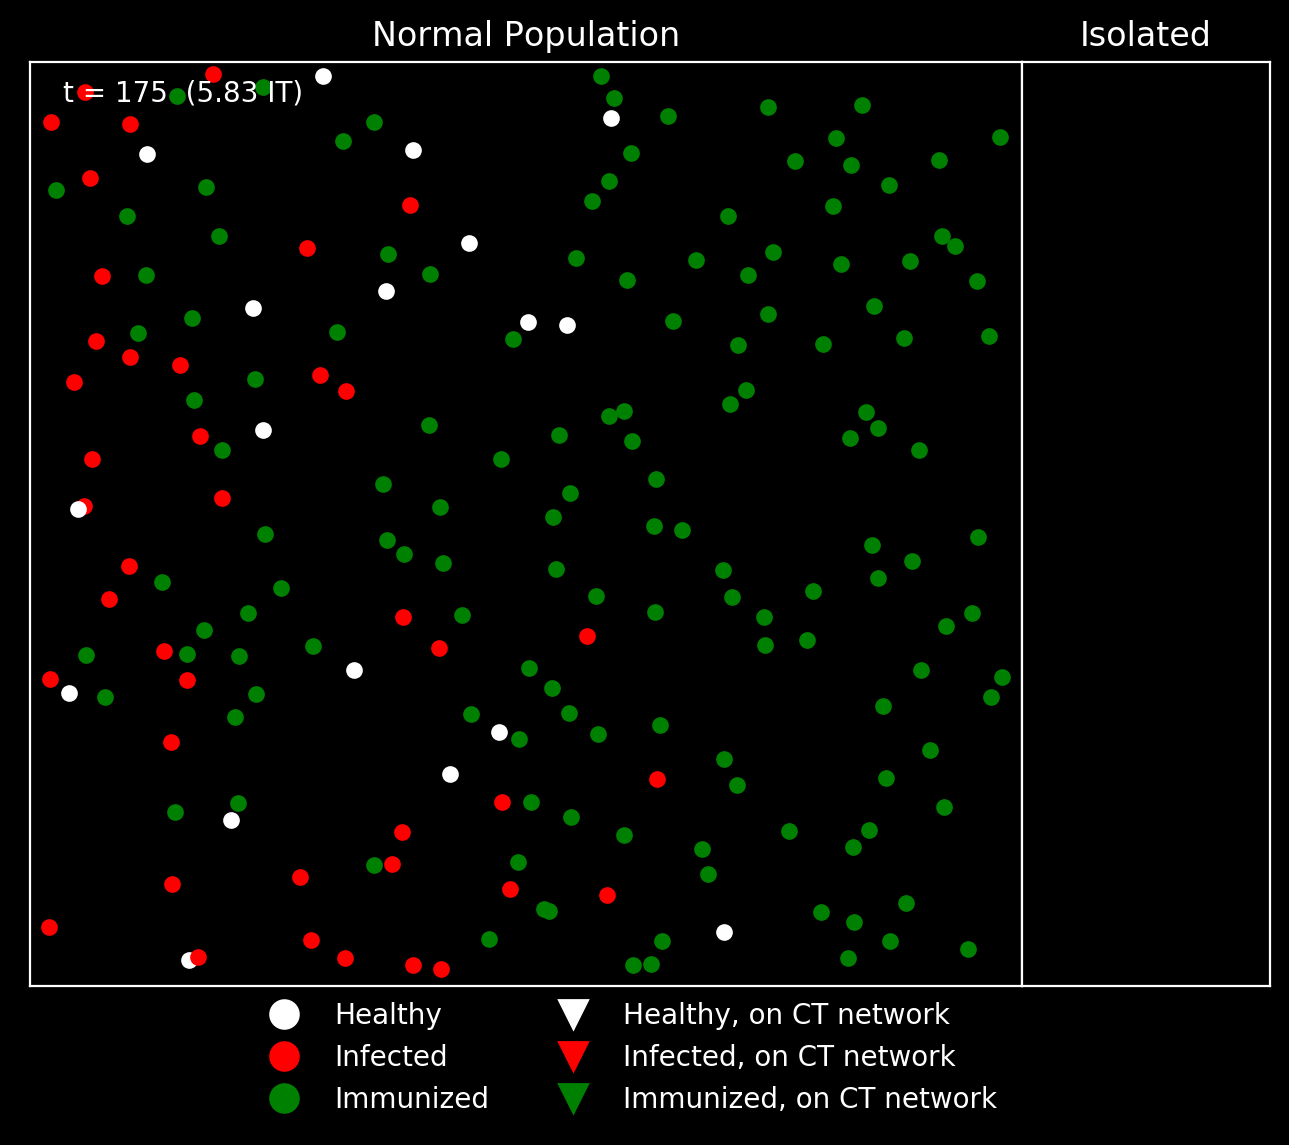 Normal Population
Isolated
t = 175  (5.83 IT)
Healthy
Infected
Immunized
Healthy, on CT network
Infected, on CT network
Immunized, on CT network